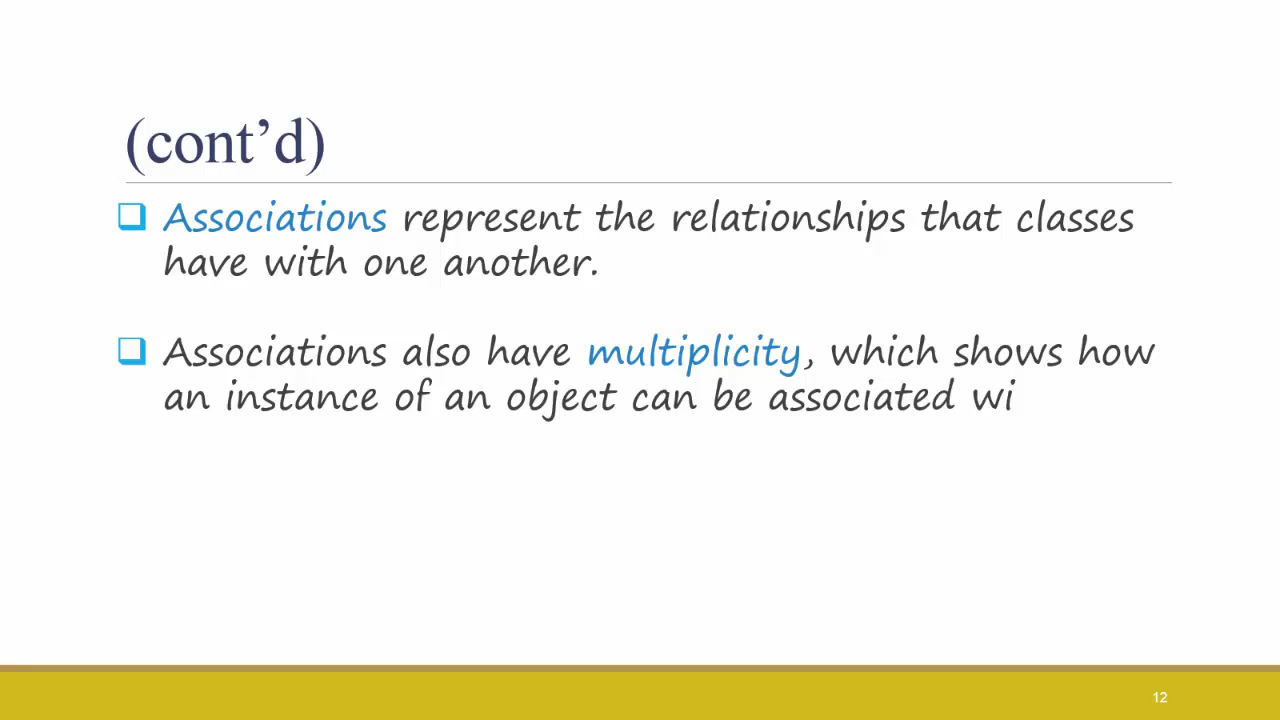 (cont’d)
❑ Associations represent the relationships that classes
have with one another.
❑ Associations also have multiplicity, which shows how
an instance of an object can be associated wi
12